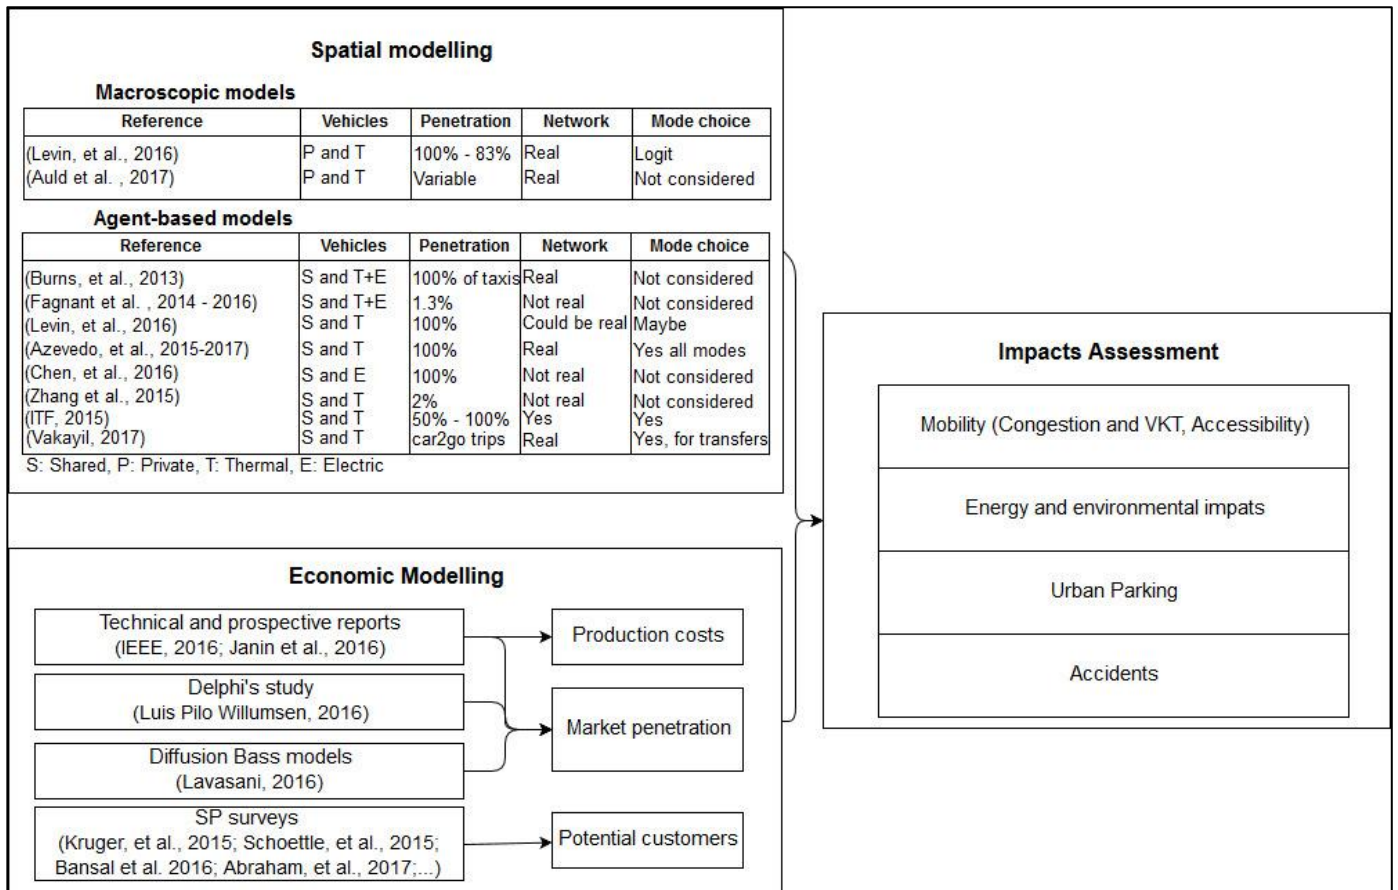 Spatial modelling
Macroscopic models
Reference Vehicles Penetration Network Mode choice
(Levin, et al., 2016) P and T 100% - 83% Real Logit
(Auld et al. , 2017) P and T Variable Real Not considered
Agent-based models
Reference Vehicles Penetration Network Mode choice
(Burns, et al., 2013) S and T+E 100% of taxis Real Not considered
(Fagnant et al. , 2014 - 2016) S and T+E 1.3% Not real Not considered
(Levin, et al., 2016) S and T 100% Could be real Maybe
(Azevedo, et al., 2015-2017) S and T 100% Real Yes all modes
(Chen, et al., 2016) S and E 100% Not real Not considered
(Zhang et al., 2015) S and T 2% Not real Not considered
(ITF, 2015) S and T 50% - 100% Yes Yes
(Vakayil, 2017) S and T car2go trips Real Yes, for transfers
S: Shared, P: Private, T: Thermal, E: Electric
Economic Modelling
Technical and prospective reports
(IEEE, 2016; Janin et al., 2016)
Delphi's study
(Luis Pilo Willumsen, 2016)
Diffusion Bass models
(Lavasani, 2016)
SP surveys
(Kruger, et al., 2015; Schoettle, et al., 2015;
Bansal et al. 2016; Abraham, et al., 2017;...)
Production costs
Market penetration
Potential customers
Impacts Assessment
Mobility (Congestion and VKT, Accessibility)
Energy and environmental impats
Urban Parking
Accidents